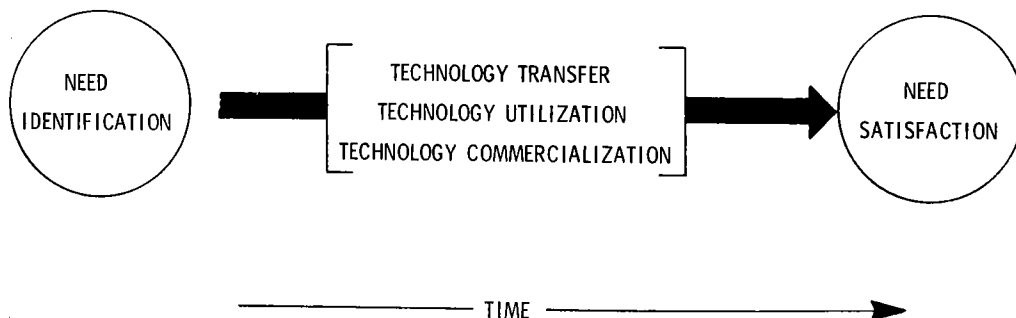 NEED
IDENTIFICATION
TECHNOLOGY TRANSFER
TECHNOLOGY UTILIZATION
TECHNOLOGY COMMERCIALIZATION
NEED
SATISFACTION
TIME